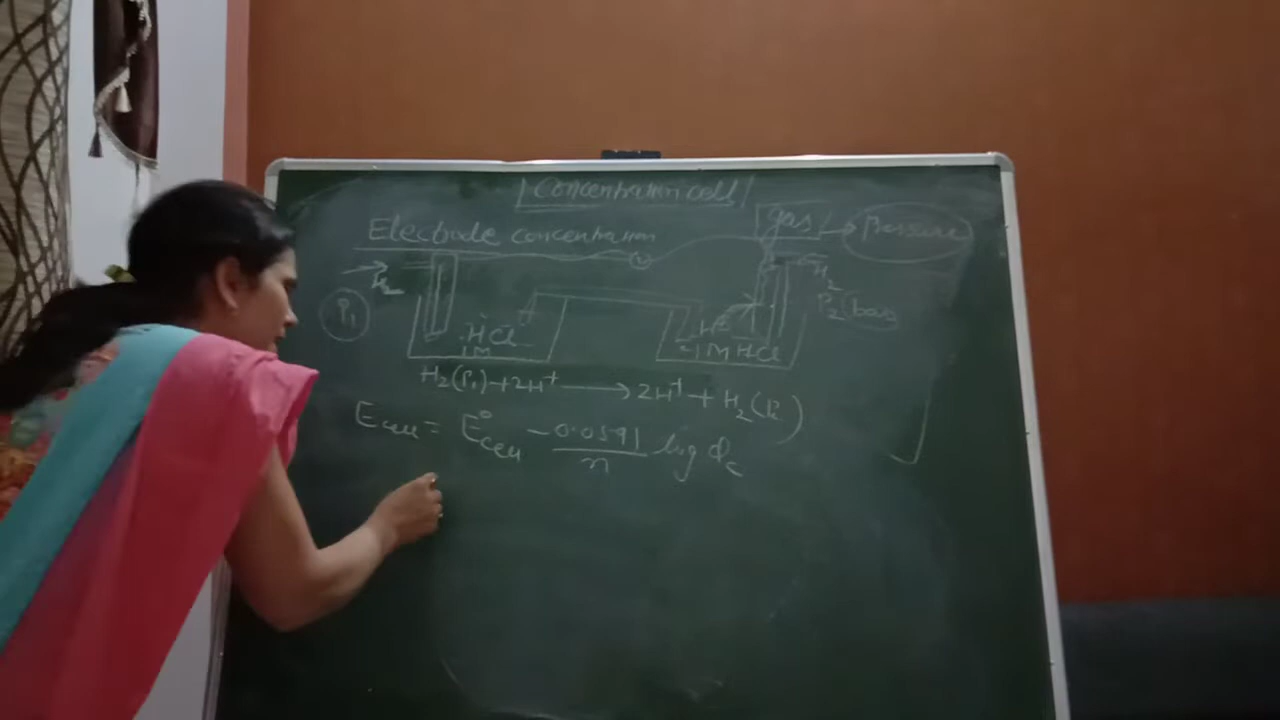 Concentration cell
Electrode concentration
gas → Pressure
H2
H2
P1
P2 (bar
HCl
1M
1M HCl
H2(P1) + 2H+ → 2H+ + H2(P2)
Ecell = E°cell - 0.0591/n log Qc